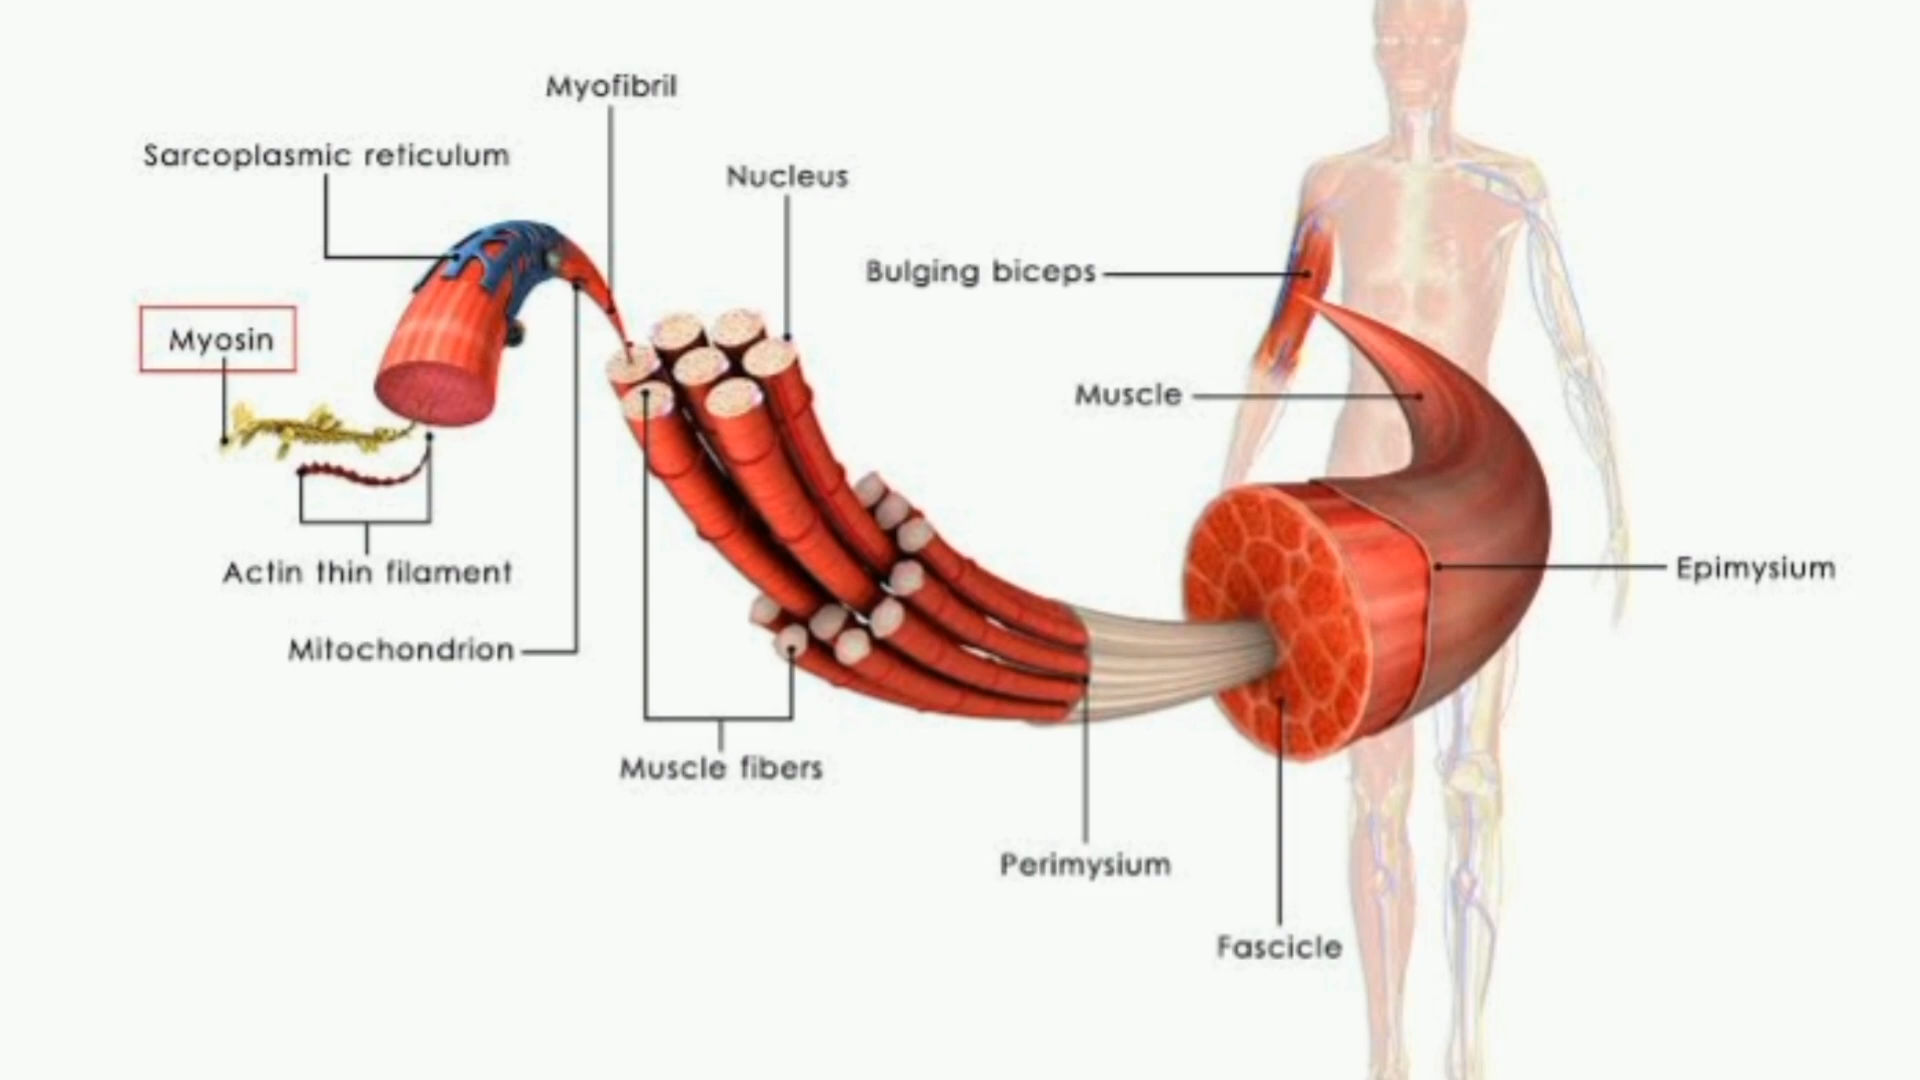 Myofibril
Sarcoplasmic reticulum
Nucleus
Bulging biceps
Myosin
Muscle
Epimysium
Actin thin filament
Mitochondrion
Muscle fibers
Perimysium
Fascicle